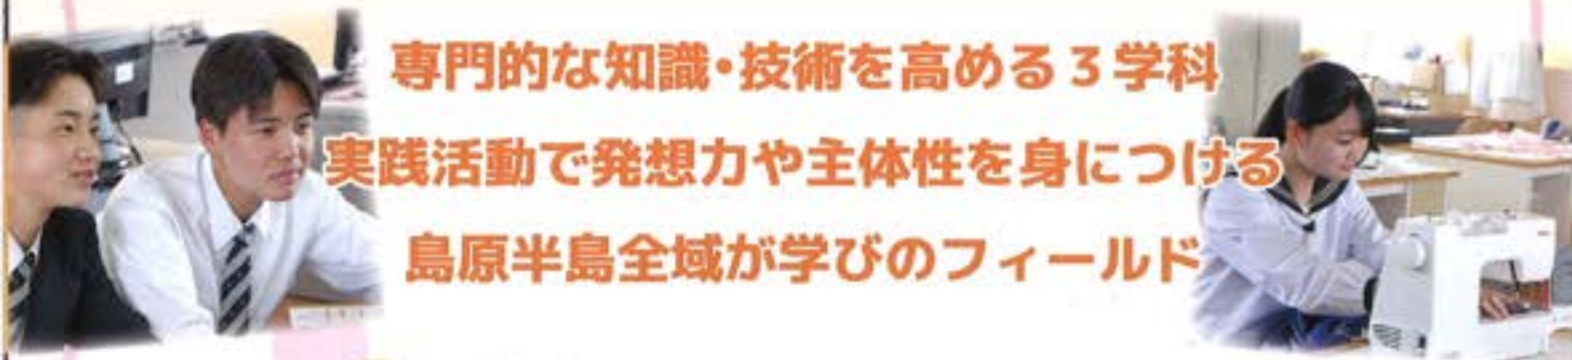 専門的な知識・技術を高める３学科
実践活動で発想力や主体性を身につける
島原半島全域が学びのフィールド